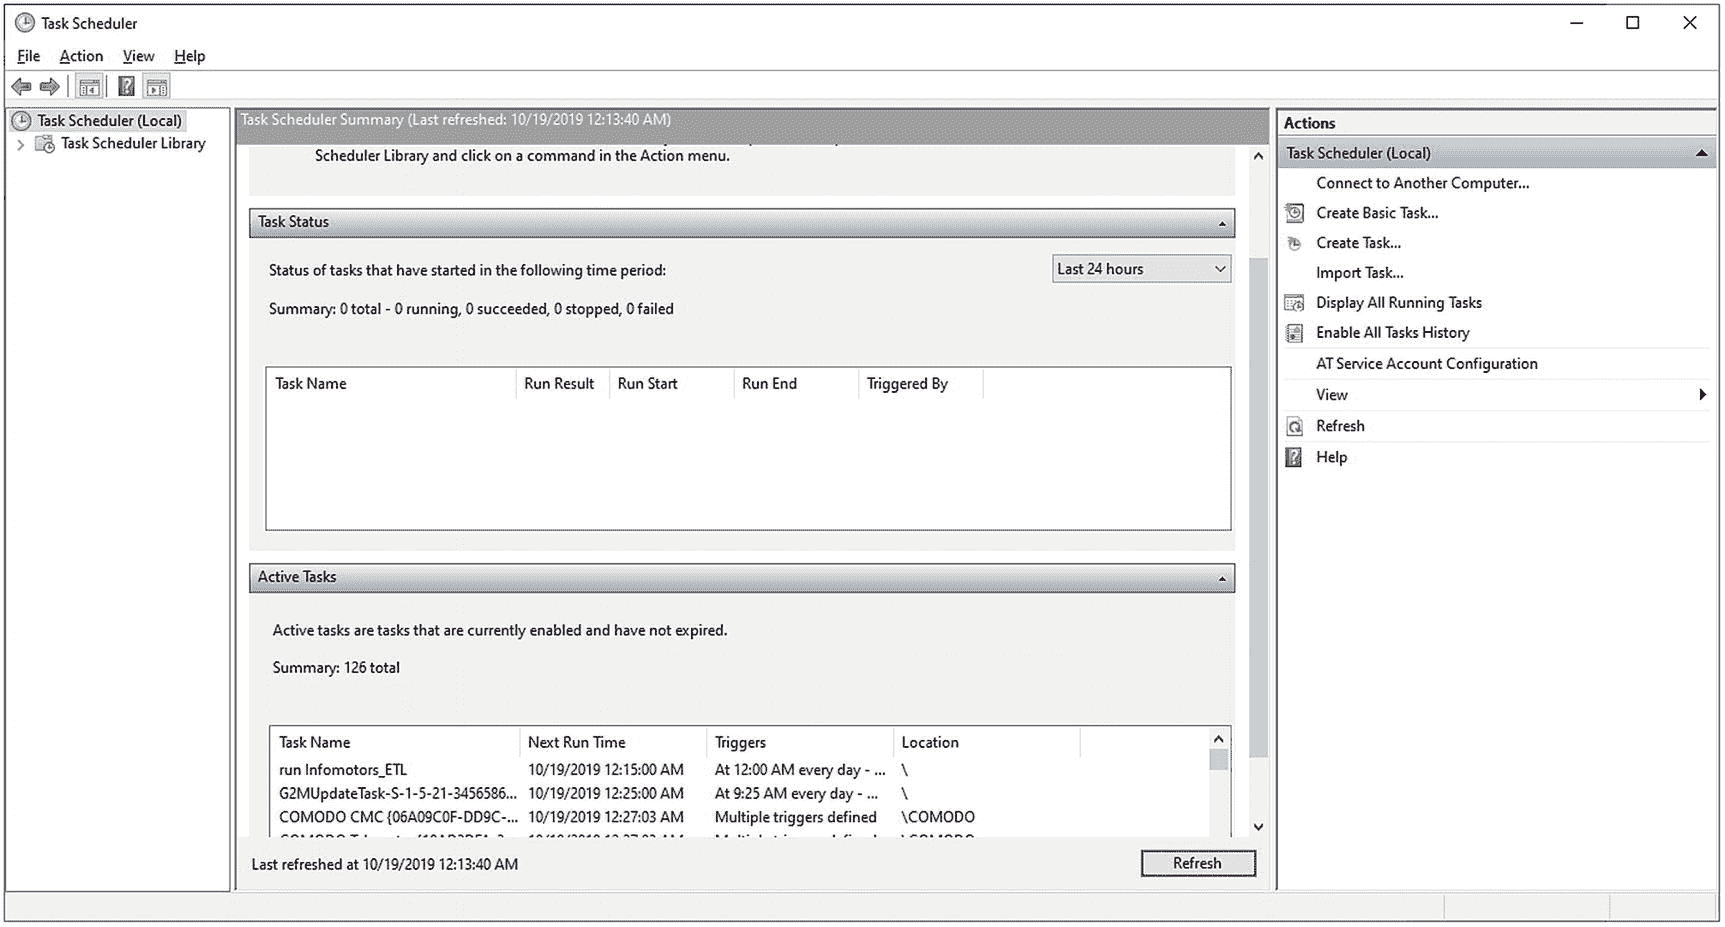 Task Scheduler
File Action View Help
Task Scheduler (Local)
Task Scheduler Library
Task Scheduler Summary (Last refreshed: 10/19/2019 12:13:40 AM)
Scheduler Library and click on a command in the Action menu.
Task Status
Status of tasks that have started in the following time period:
Last 24 hours
Summary: 0 total - 0 running, 0 succeeded, 0 stopped, 0 failed
Task Name Run Result Run Start Run End Triggered By
Active Tasks
Active tasks are tasks that are currently enabled and have not expired.
Summary: 126 total
Task Name Next Run Time Triggers Location
run Infomotors_ETL 10/19/2019 12:15:00 AM At 12:00 AM every day - ... \
G2MUpdateTask-S-1-5-21-3456586... 10/19/2019 12:25:00 AM At 9:25 AM every day - ... \
COMODO CMC {06A09C0F-DD9C-... 10/19/2019 12:27:03 AM Multiple triggers defined \COMODO
Last refreshed at 10/19/2019 12:13:40 AM
Refresh
Actions
Task Scheduler (Local)
Connect to Another Computer...
Create Basic Task...
Create Task...
Import Task...
Display All Running Tasks
Enable All Tasks History
AT Service Account Configuration
View
Refresh
Help